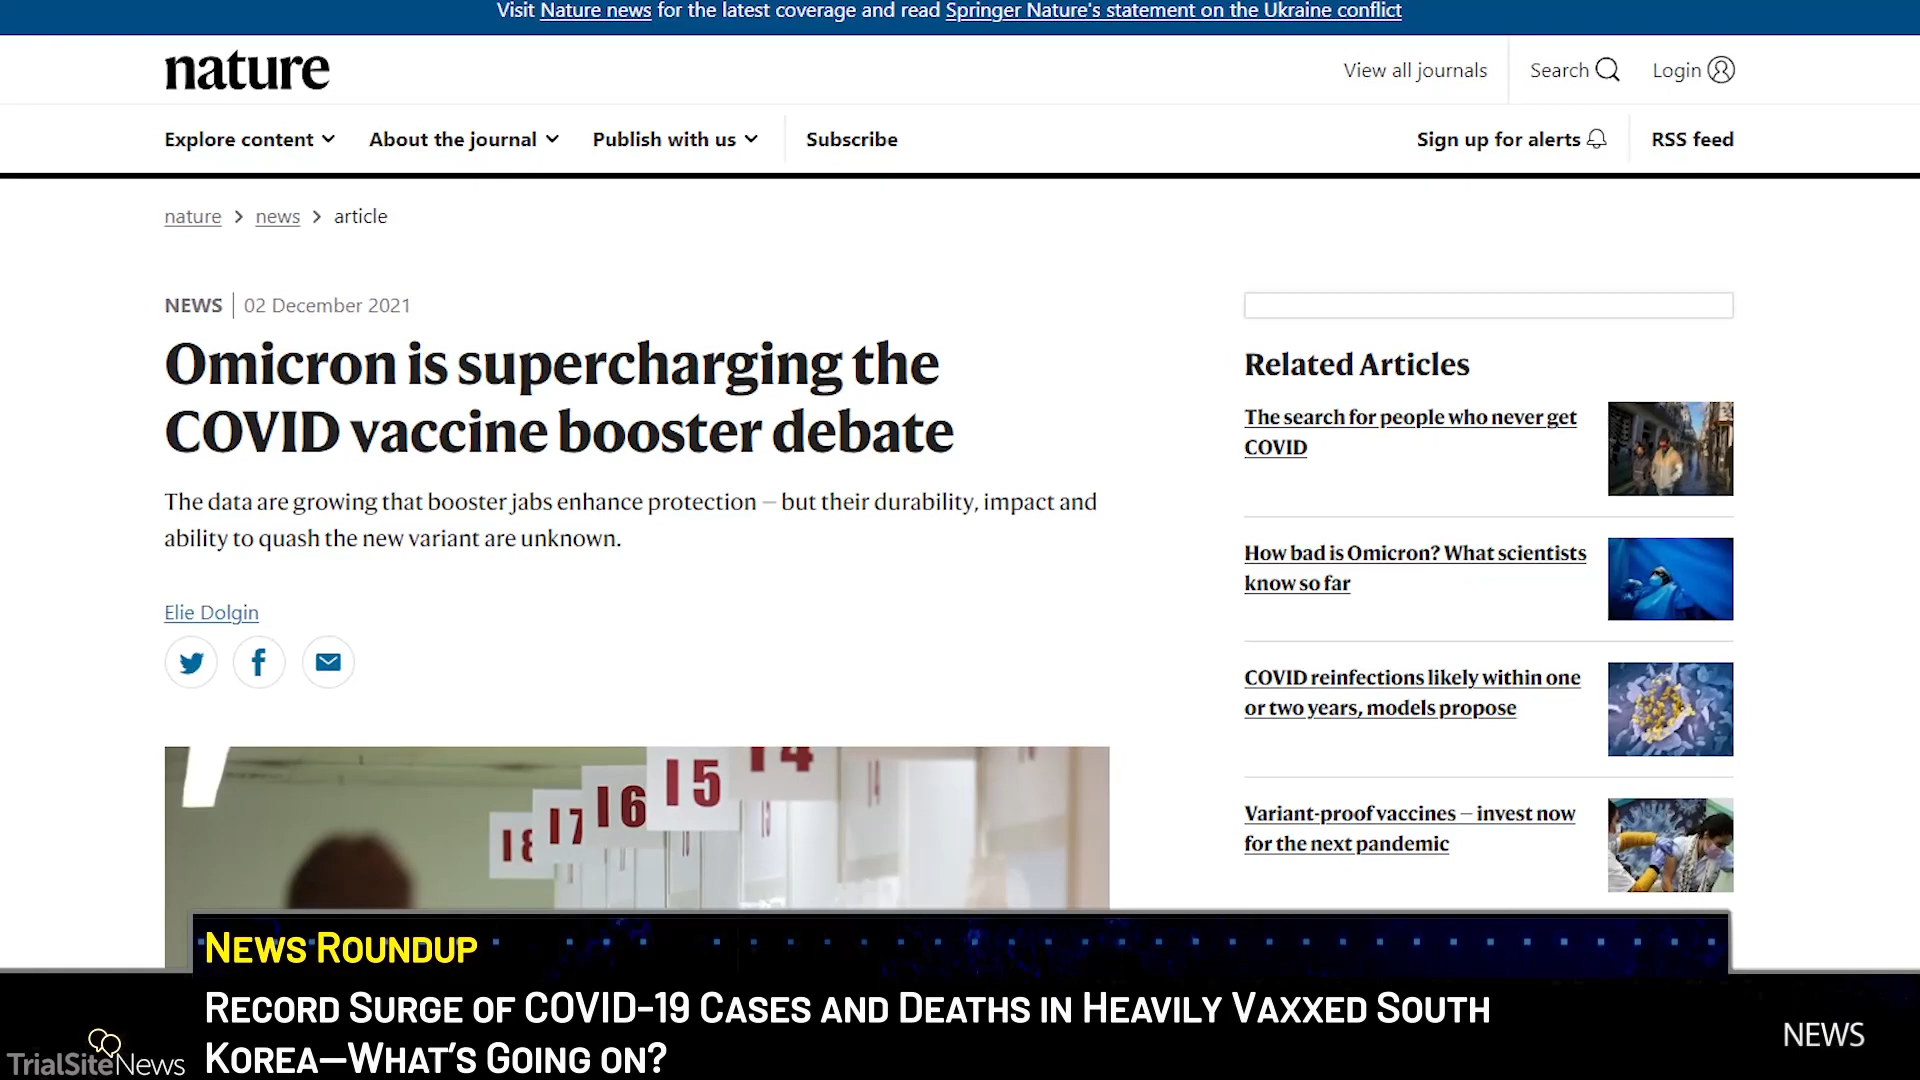 Visit Nature news for the latest coverage and read Springer Nature's statement on the Ukraine conflict
nature
View all journals
Search
Login
Explore content
About the journal
Publish with us
Subscribe
Sign up for alerts
RSS feed
nature > news > article
NEWS | 02 December 2021
Omicron is supercharging the
COVID vaccine booster debate
The data are growing that booster jabs enhance protection — but their durability, impact and
ability to quash the new variant are unknown.
Elie Dolgin
Related Articles
The search for people who never get
COVID
How bad is Omicron? What scientists
know so far
COVID reinfections likely within one
or two years, models propose
Variant-proof vaccines — invest now
for the next pandemic
18
17
16
15
14
News Roundup
Record Surge of COVID-19 Cases and Deaths in Heavily Vaxxed South
Korea—What's Going on?
TrialSiteNews
NEWS